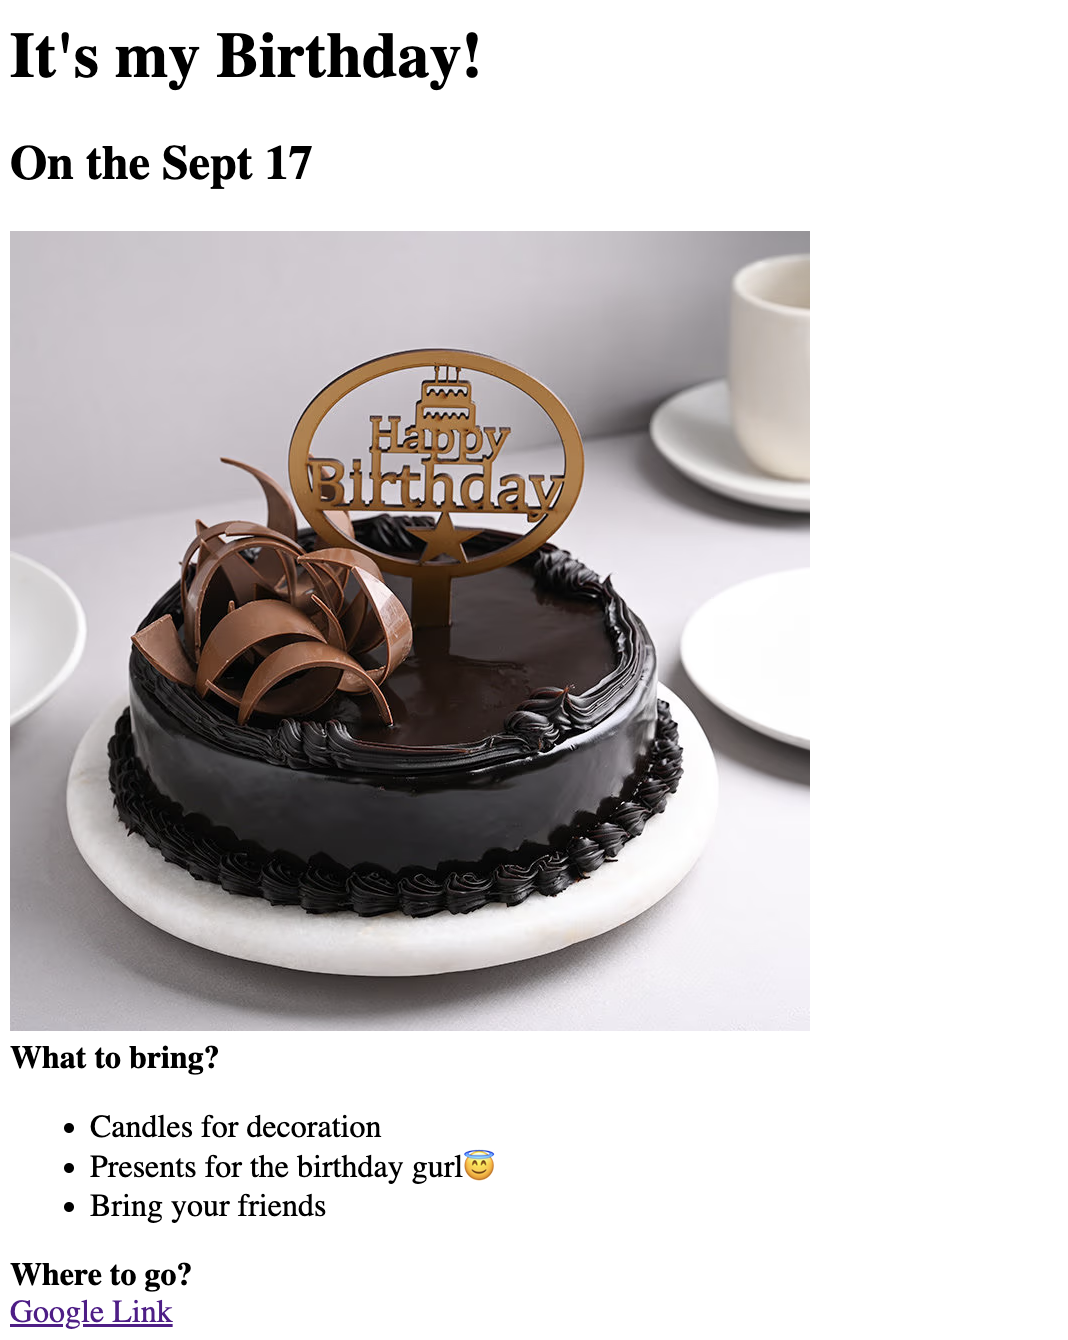 It's my Birthday!
On the Sept 17
Happy
Birthday
What to bring?
Candles for decoration
Presents for the birthday gurl😇
Bring your friends
Where to go?
Google Link